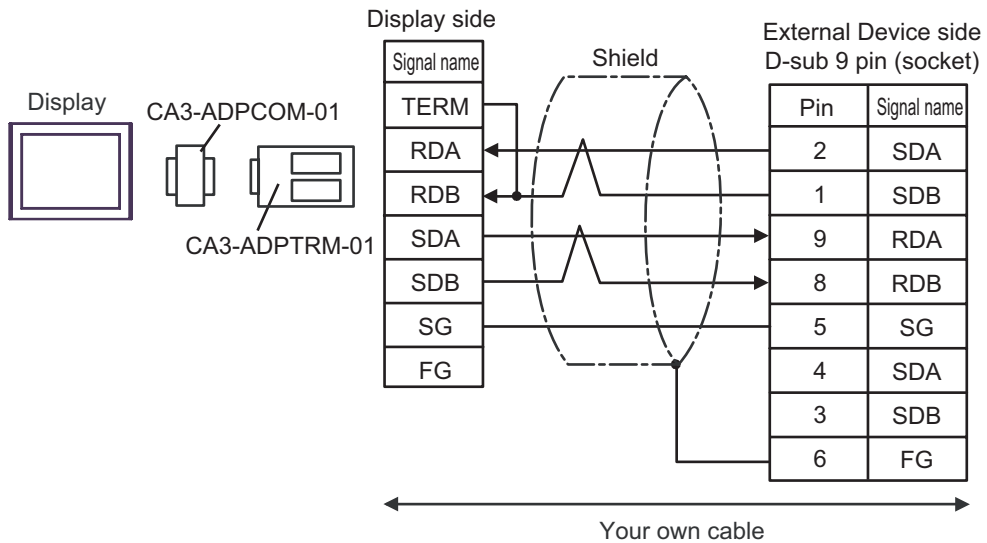 Display side
External Device side
D-sub 9 pin (socket)
Shield
Display
CA3-ADPCOM-01
CA3-ADPTRM-01
Signal name
TERM
RDA
RDB
SDA
SDB
SG
FG
Pin Signal name
2 SDA
1 SDB
9 RDA
8 RDB
5 SG
4 SDA
3 SDB
6 FG
Your own cable